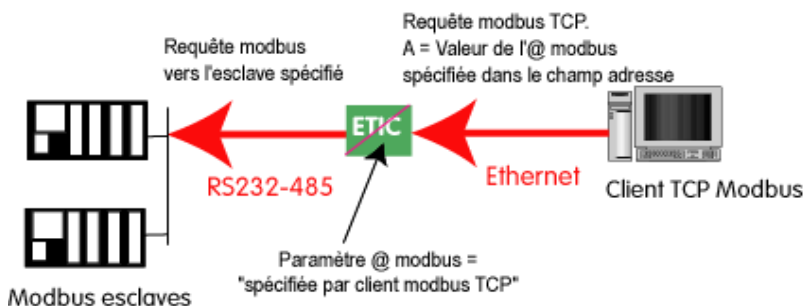 Requête modbus TCP.
A = Valeur de l'@ modbus
spécifiée dans le champ adresse
Requête modbus
vers l'esclave spécifié
ETIC
RS232-485
Ethernet
Client TCP Modbus
Paramètre @ modbus =
"spécifiée par client modbus TCP"
Modbus esclaves